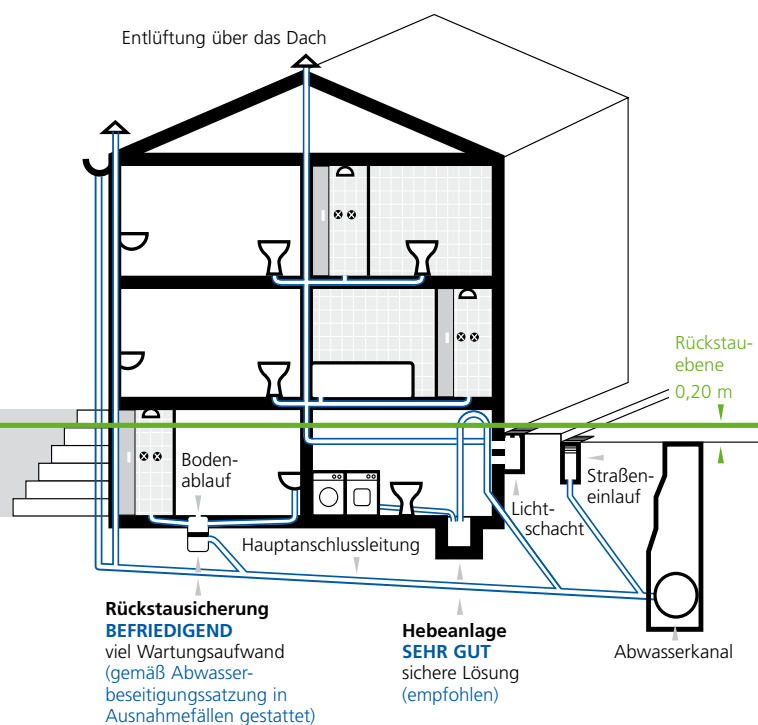 Entlüftung über das Dach
Rückstau-
ebene
0,20 m
Boden-
ablauf
Straßen-
einlauf
Licht-
schacht
Hauptanschlussleitung
Rückstausicherung
BEFRIEDIGEND
viel Wartungsaufwand
(gemäß Abwasser-
beseitigungssatzung in
Ausnahmefällen gestattet)
Hebeanlage
SEHR GUT
sichere Lösung
(empfohlen)
Abwasserkanal